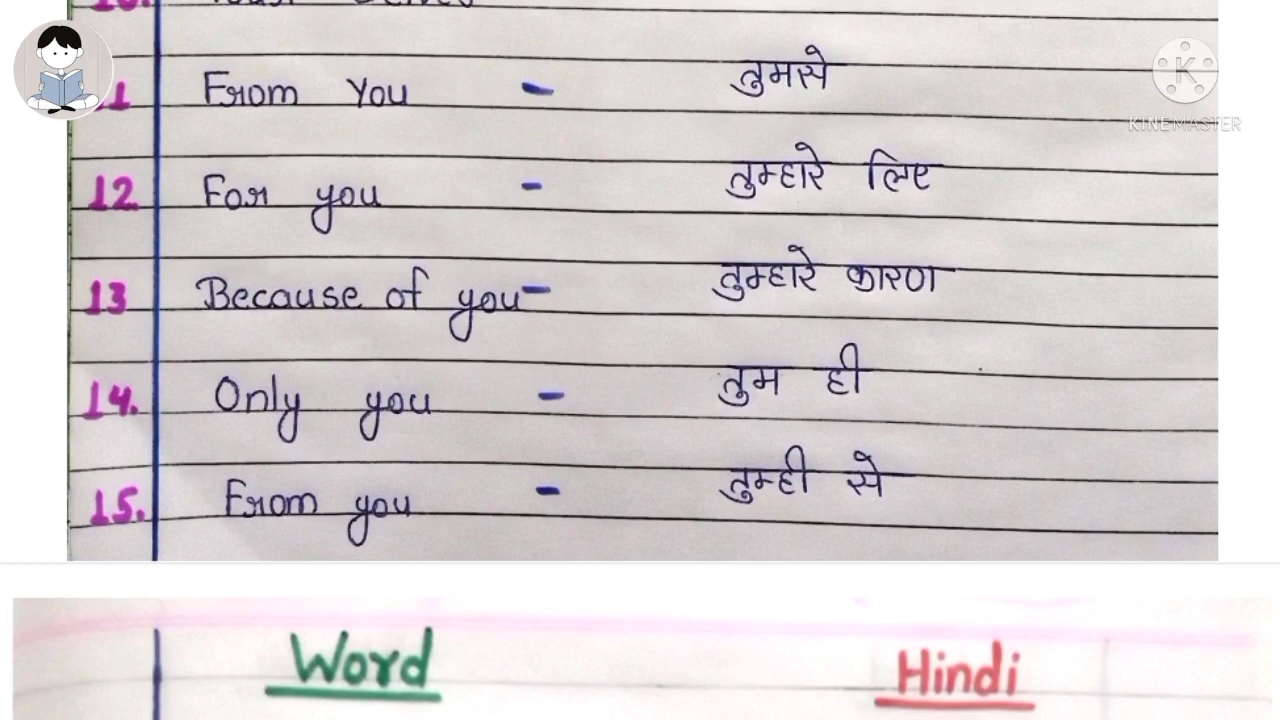 From You - तुमसे
12. For you - तुम्हारे लिए
13 Because of you - तुम्हारे कारण
14. Only you - तुम ही
15. From you - तुम्ही से
Word Hindi
KINEMASTER